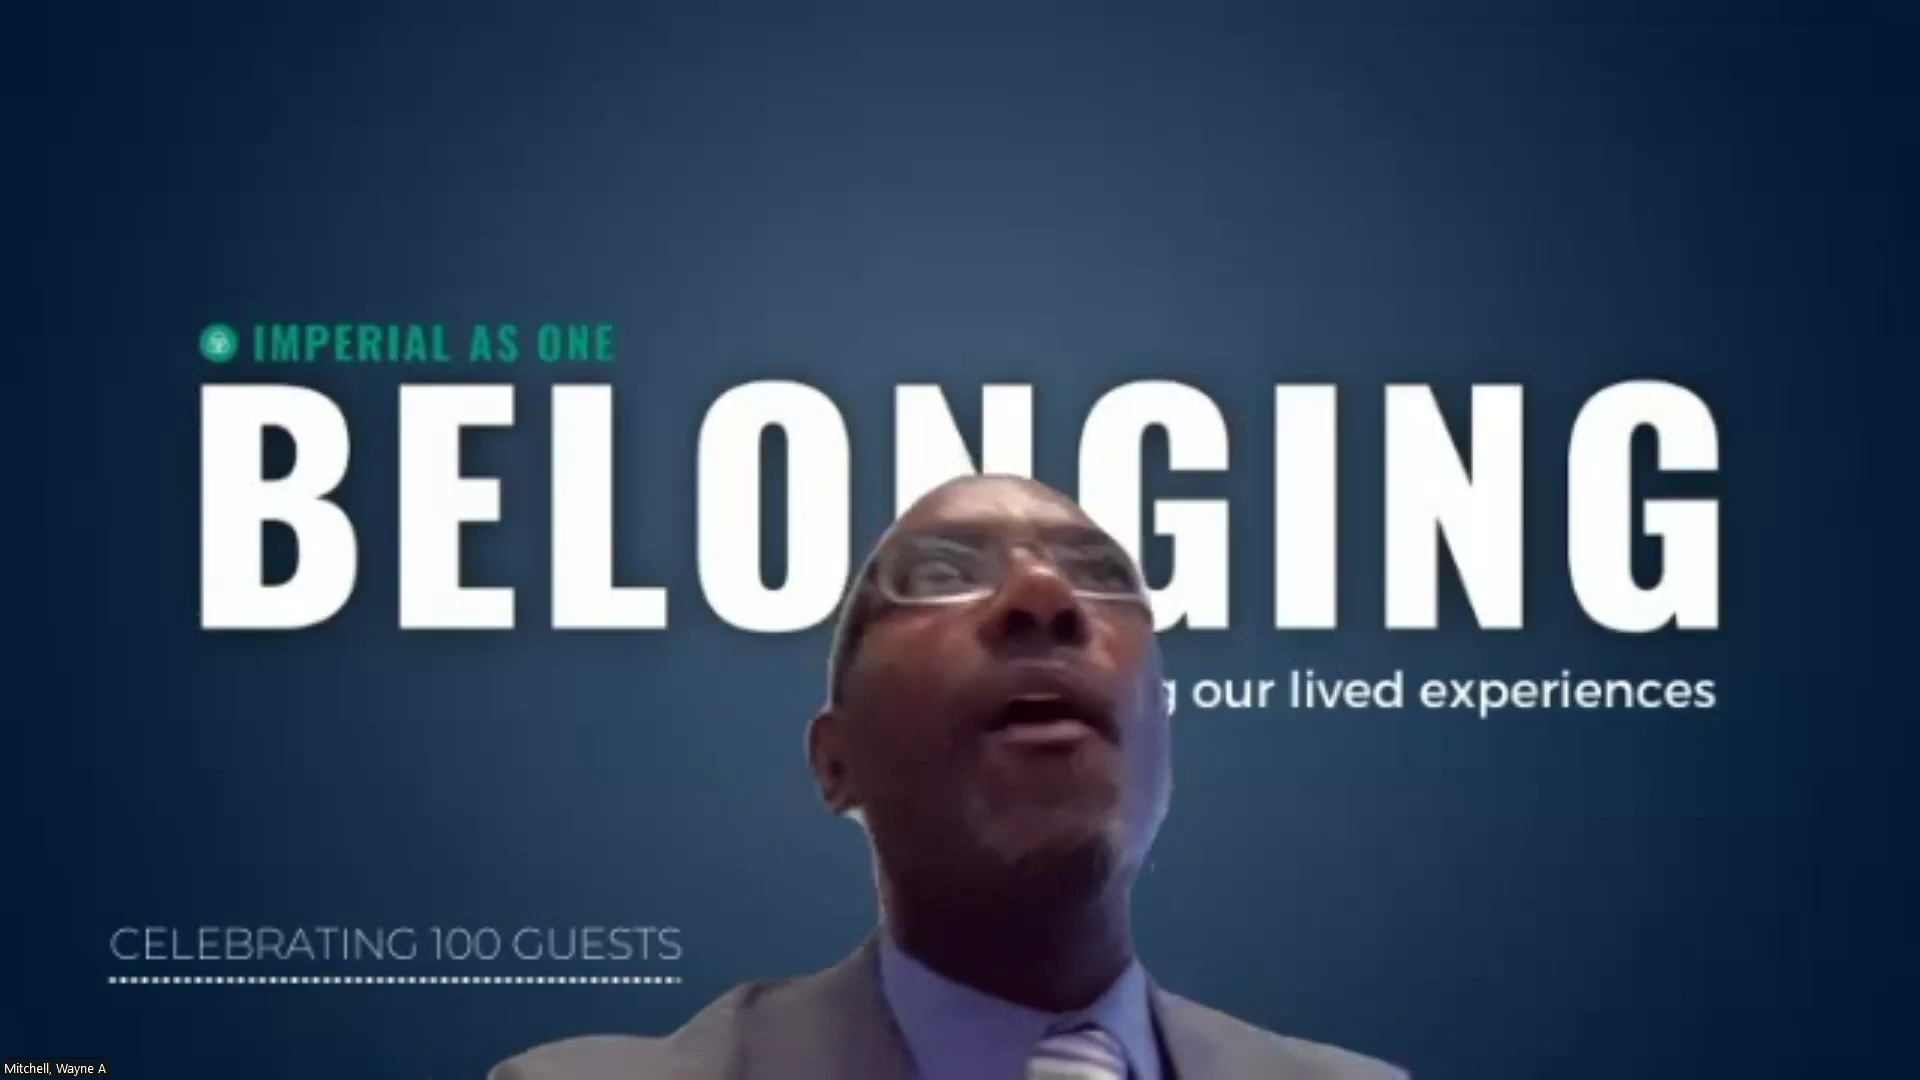 IMPERIAL AS ONE
BELONGING
our lived experiences
CELEBRATING 100 GUESTS
Mitchell, Wayne A